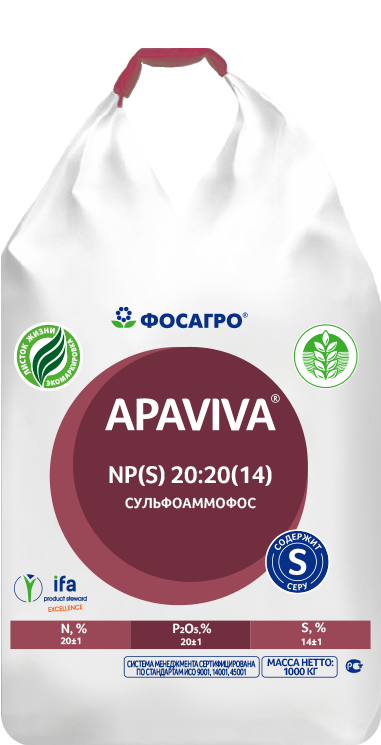 ФОСАГРО®
ЛИСТОК ЖИЗНИ
ЭКОМАРКИРОВКА
APAVIVA®
NP(S) 20:20(14)
СУЛЬФОАММОФОС
СОДЕРЖИТ
S
СЕРУ
ifa
product steward
EXCELLENCE
N, % P₂O₅,% S, %
20±1 20±1 14±1
СИСТЕМА МЕНЕДЖМЕНТА СЕРТИФИЦИРОВАНА
ПО СТАНДАРТАМ ИСО 9001, 14001, 45001
МАССА НЕТТО:
1000 КГ